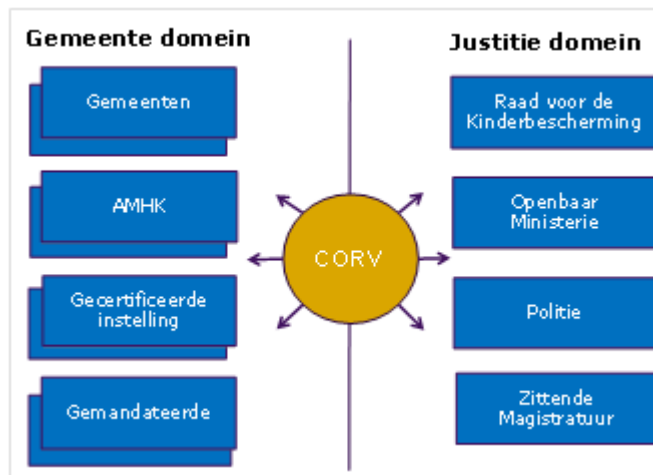 Gemeente domein
Gemeenten
AMHK
Gecertificeerde
instelling
Gemandateerde
CORV
Justitie domein
Raad voor de
Kinderbescherming
Openbaar
Ministerie
Politie
Zittende
Magistratuur